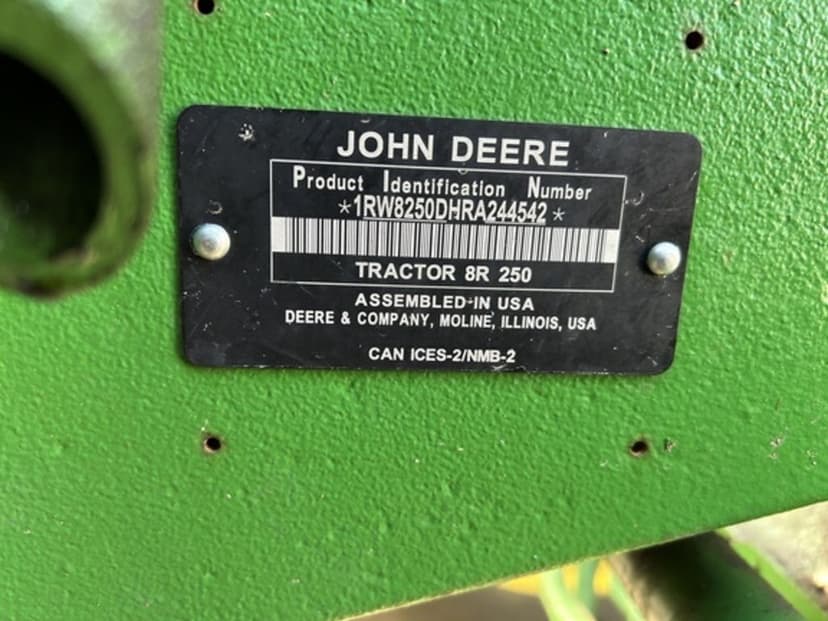 JOHN DEERE
Product Identification Number
*1RW8250DHRA244542*
TRACTOR 8R 250
ASSEMBLED IN USA
DEERE & COMPANY, MOLINE, ILLINOIS, USA
CAN ICES-2/NMB-2